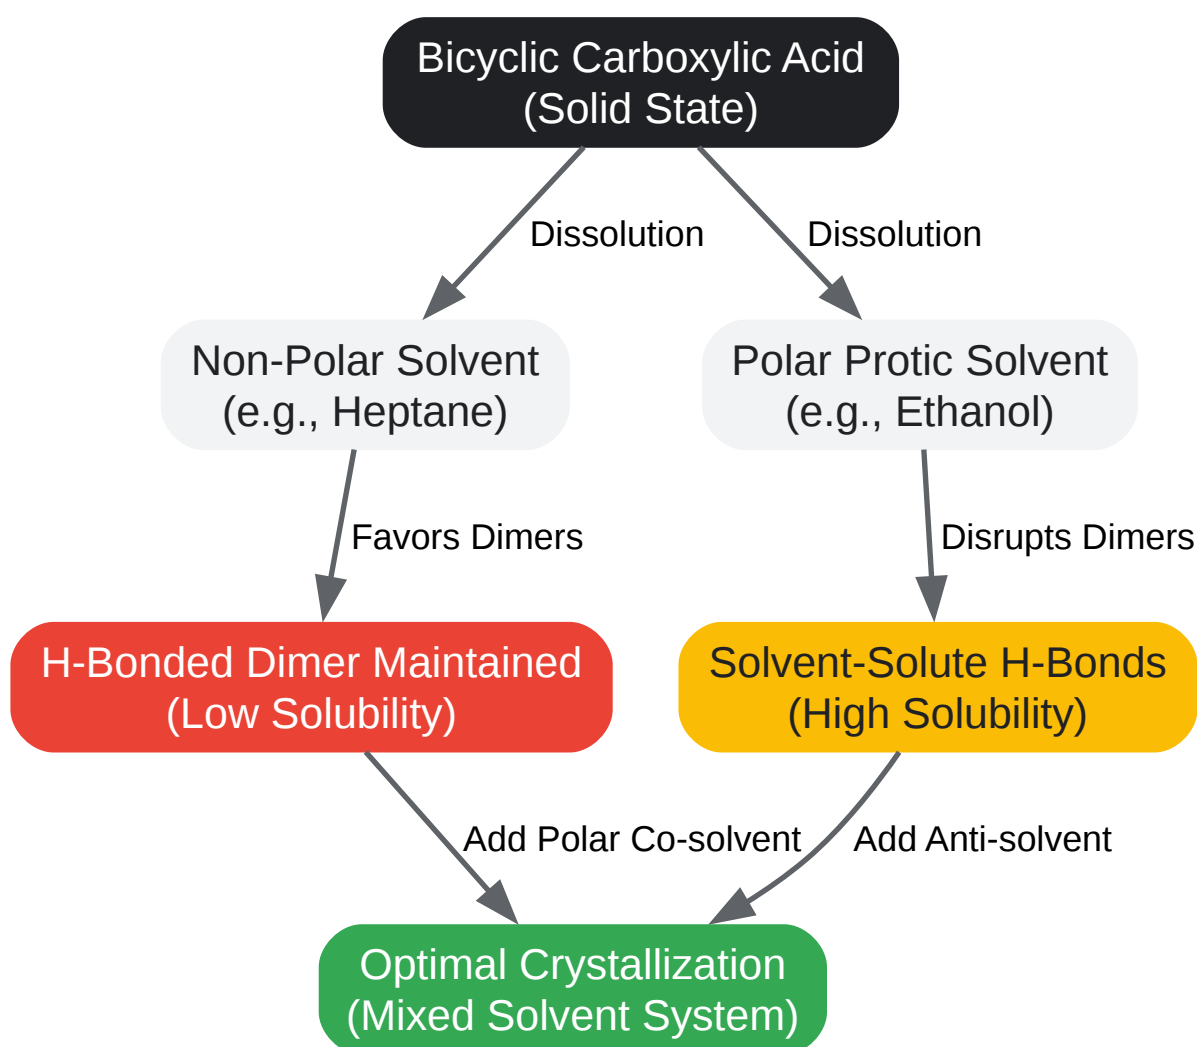 Bicyclic Carboxylic Acid
(Solid State)
Dissolution
Dissolution
Non-Polar Solvent
(e.g., Heptane)
Polar Protic Solvent
(e.g., Ethanol)
Favors Dimers
Disrupts Dimers
H-Bonded Dimer Maintained
(Low Solubility)
Solvent-Solute H-Bonds
(High Solubility)
Add Polar Co-solvent
Add Anti-solvent
Optimal Crystallization
(Mixed Solvent System)